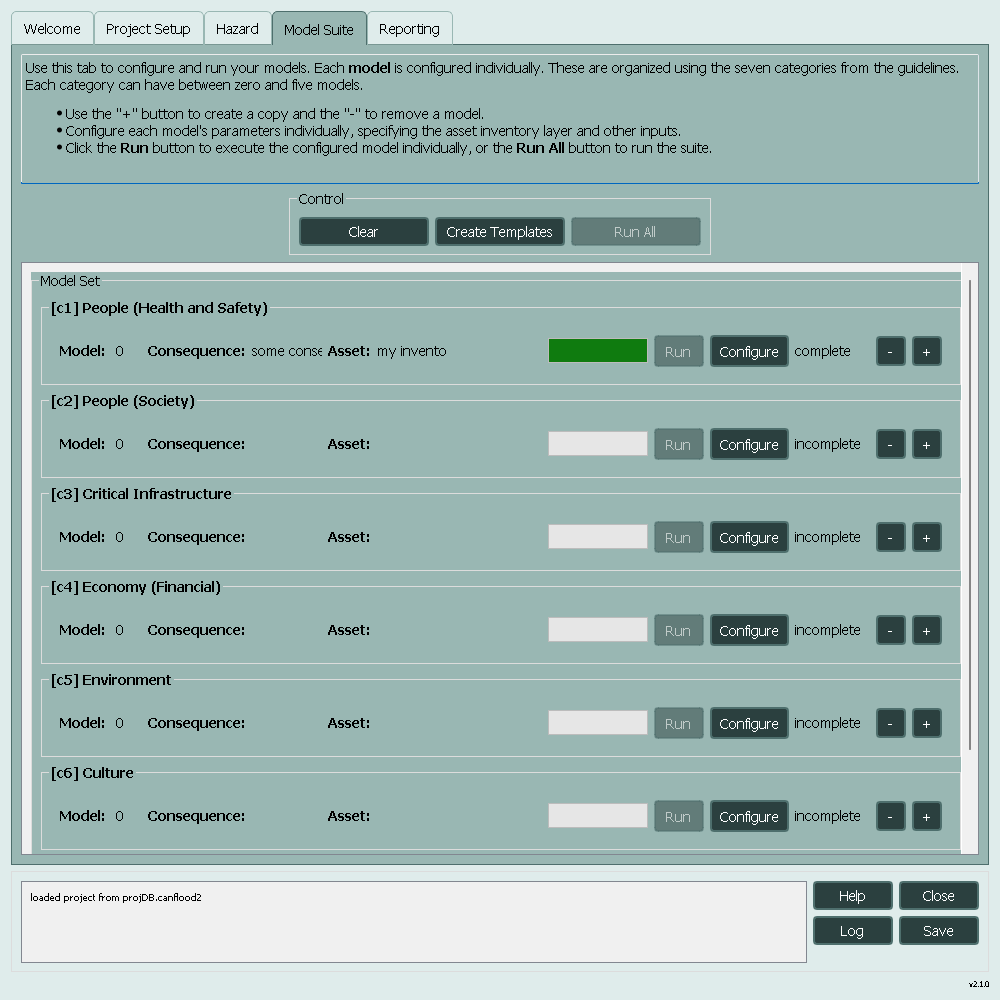 Welcome
Project Setup
Hazard
Model Suite
Reporting
Use this tab to configure and run your models. Each model is configured individually. These are organized using the seven categories from the guidelines.
Each category can have between zero and five models.
• Use the "+" button to create a copy and the "-" to remove a model.
• Configure each model's parameters individually, specifying the asset inventory layer and other inputs.
• Click the Run button to execute the configured model individually, or the Run All button to run the suite.
Control
Clear
Create Templates
Run All
Model Set
[c1] People (Health and Safety)
Model: 0 Consequence: some conse Asset: my invento Run Configure complete - +
[c2] People (Society)
Model: 0 Consequence: Asset: Run Configure incomplete - +
[c3] Critical Infrastructure
Model: 0 Consequence: Asset: Run Configure incomplete - +
[c4] Economy (Financial)
Model: 0 Consequence: Asset: Run Configure incomplete - +
[c5] Environment
Model: 0 Consequence: Asset: Run Configure incomplete - +
[c6] Culture
Model: 0 Consequence: Asset: Run Configure incomplete - +
loaded project from projDB.canflood2
Help
Close
Log
Save
v2.1.0